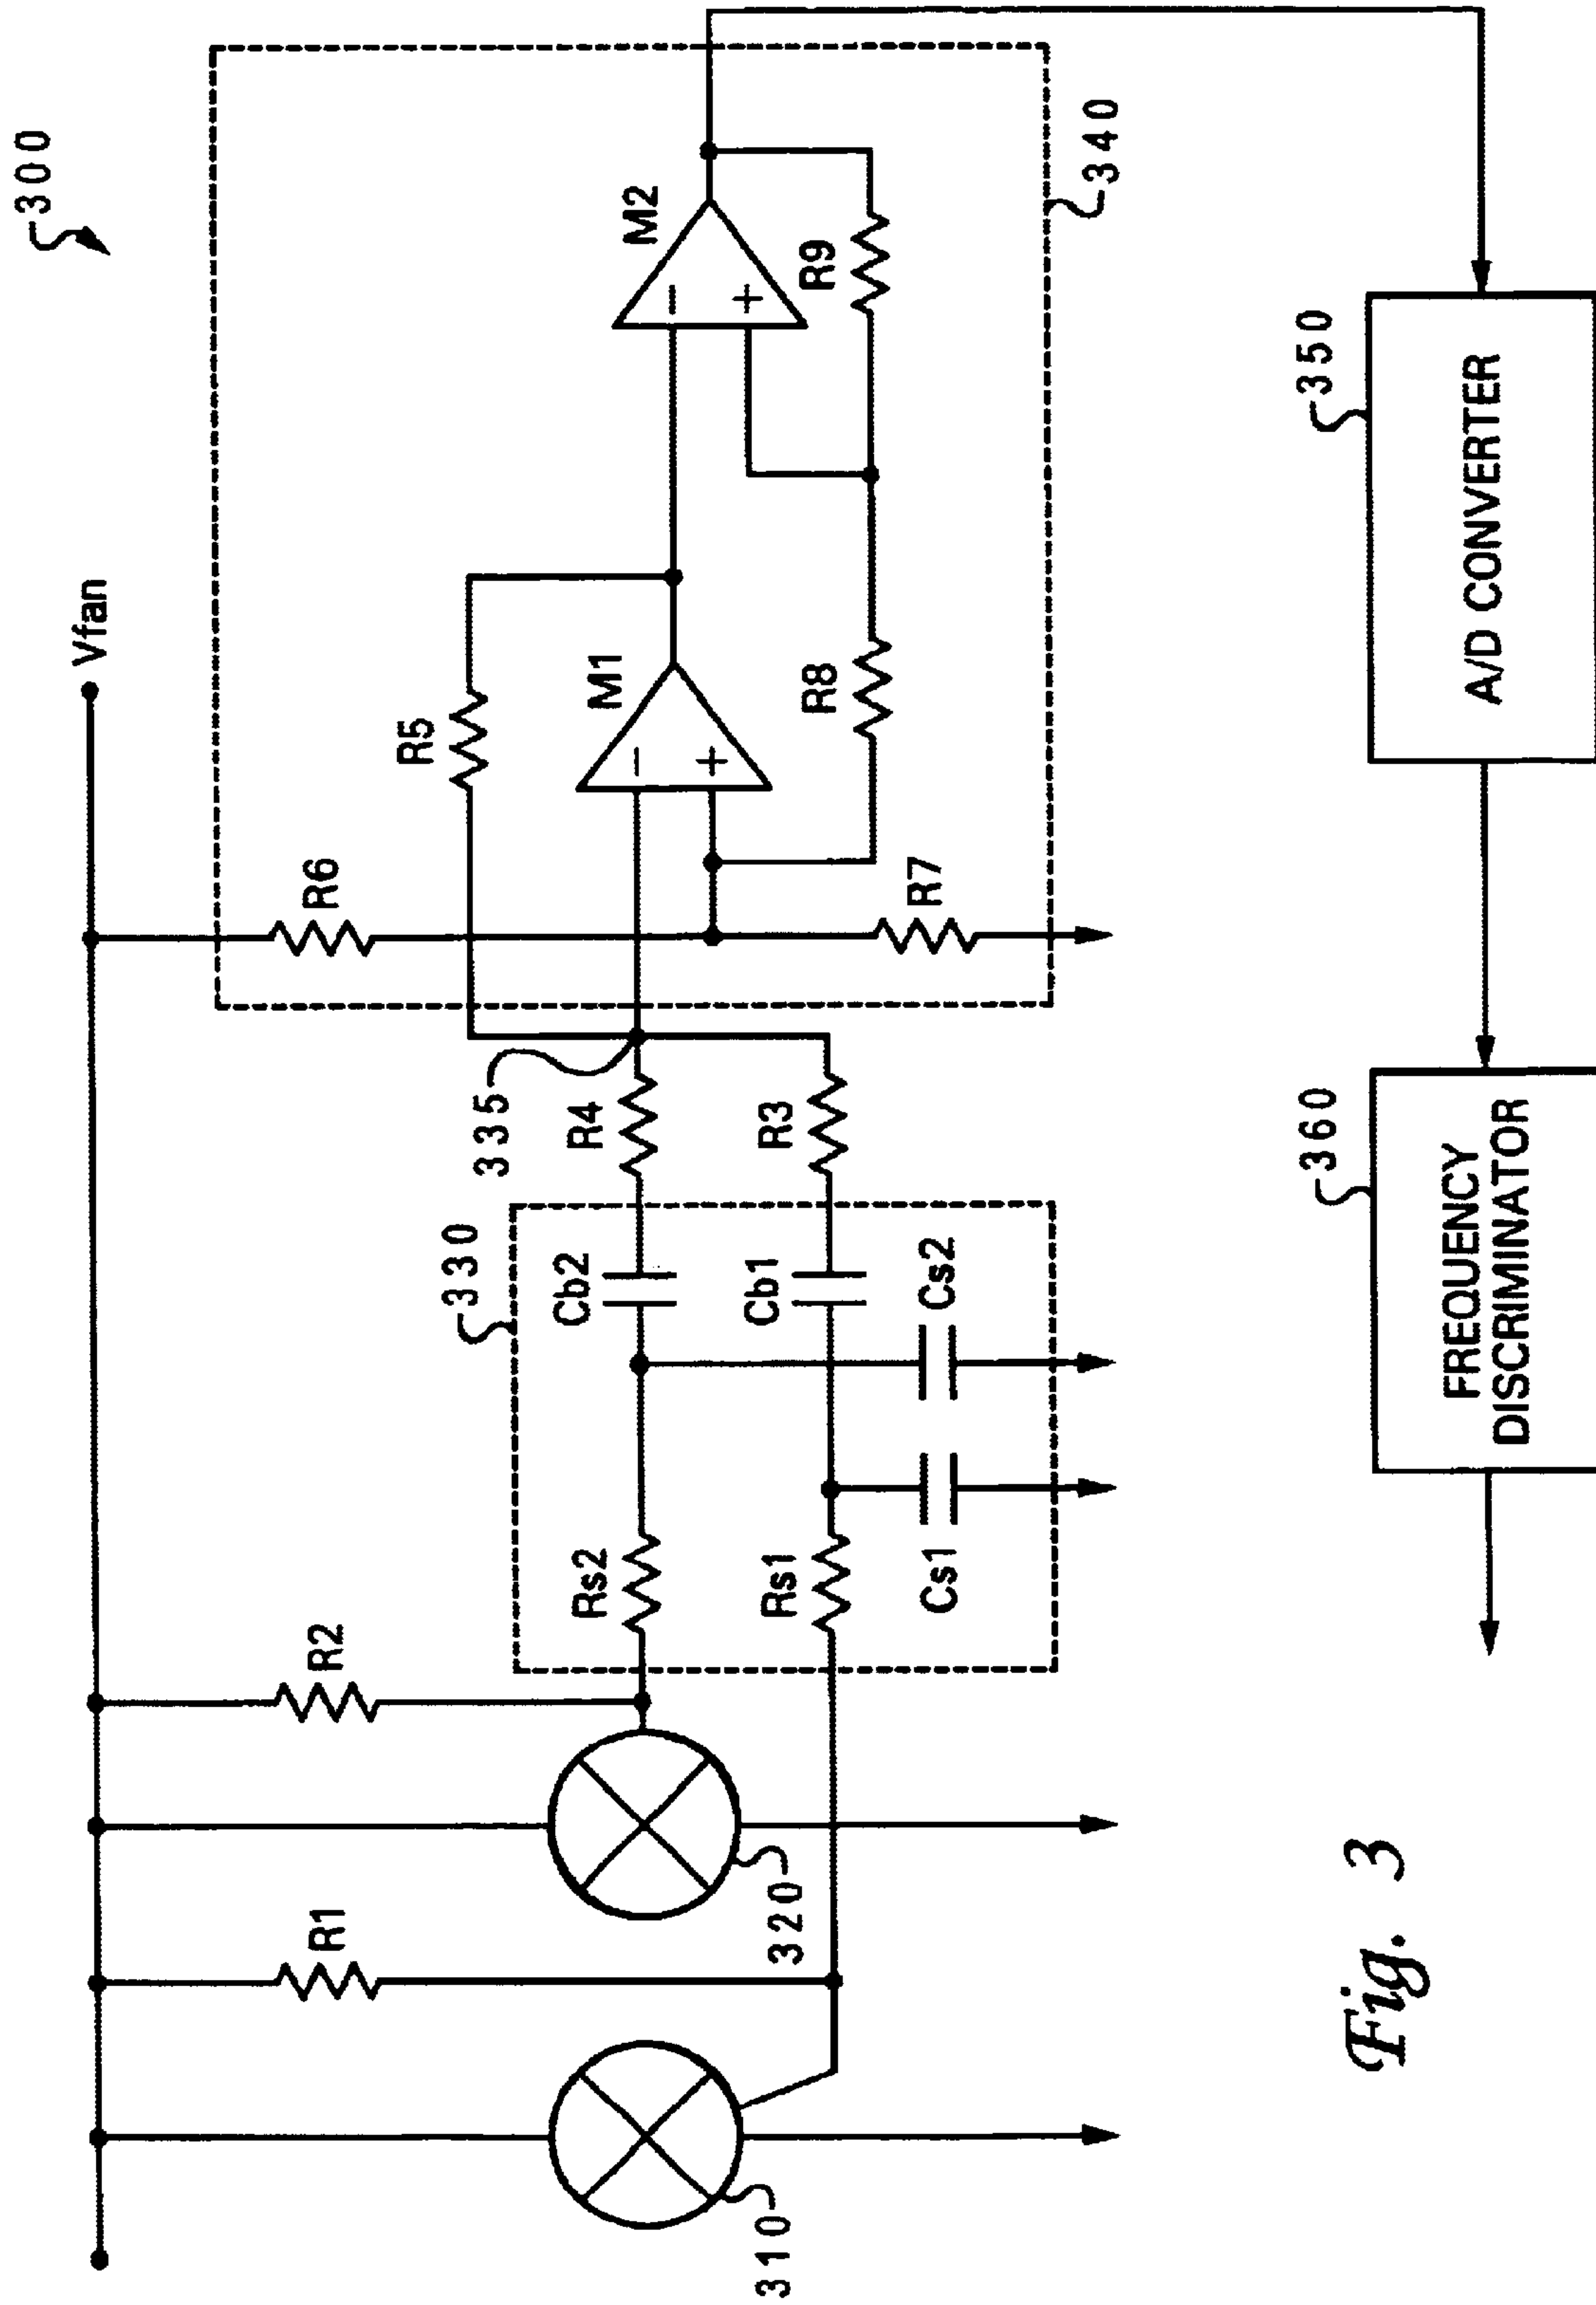 300
Vfan
R1
R2
R6
R5
310
320
330
335
340
Rs2
Cb2
R4
M1
M2
Rs1
Cb1
R3
R8
R9
R7
Cs1
Cs2
360
FREQUENCY
DISCRIMINATOR
350
A/D CONVERTER
Fig. 3